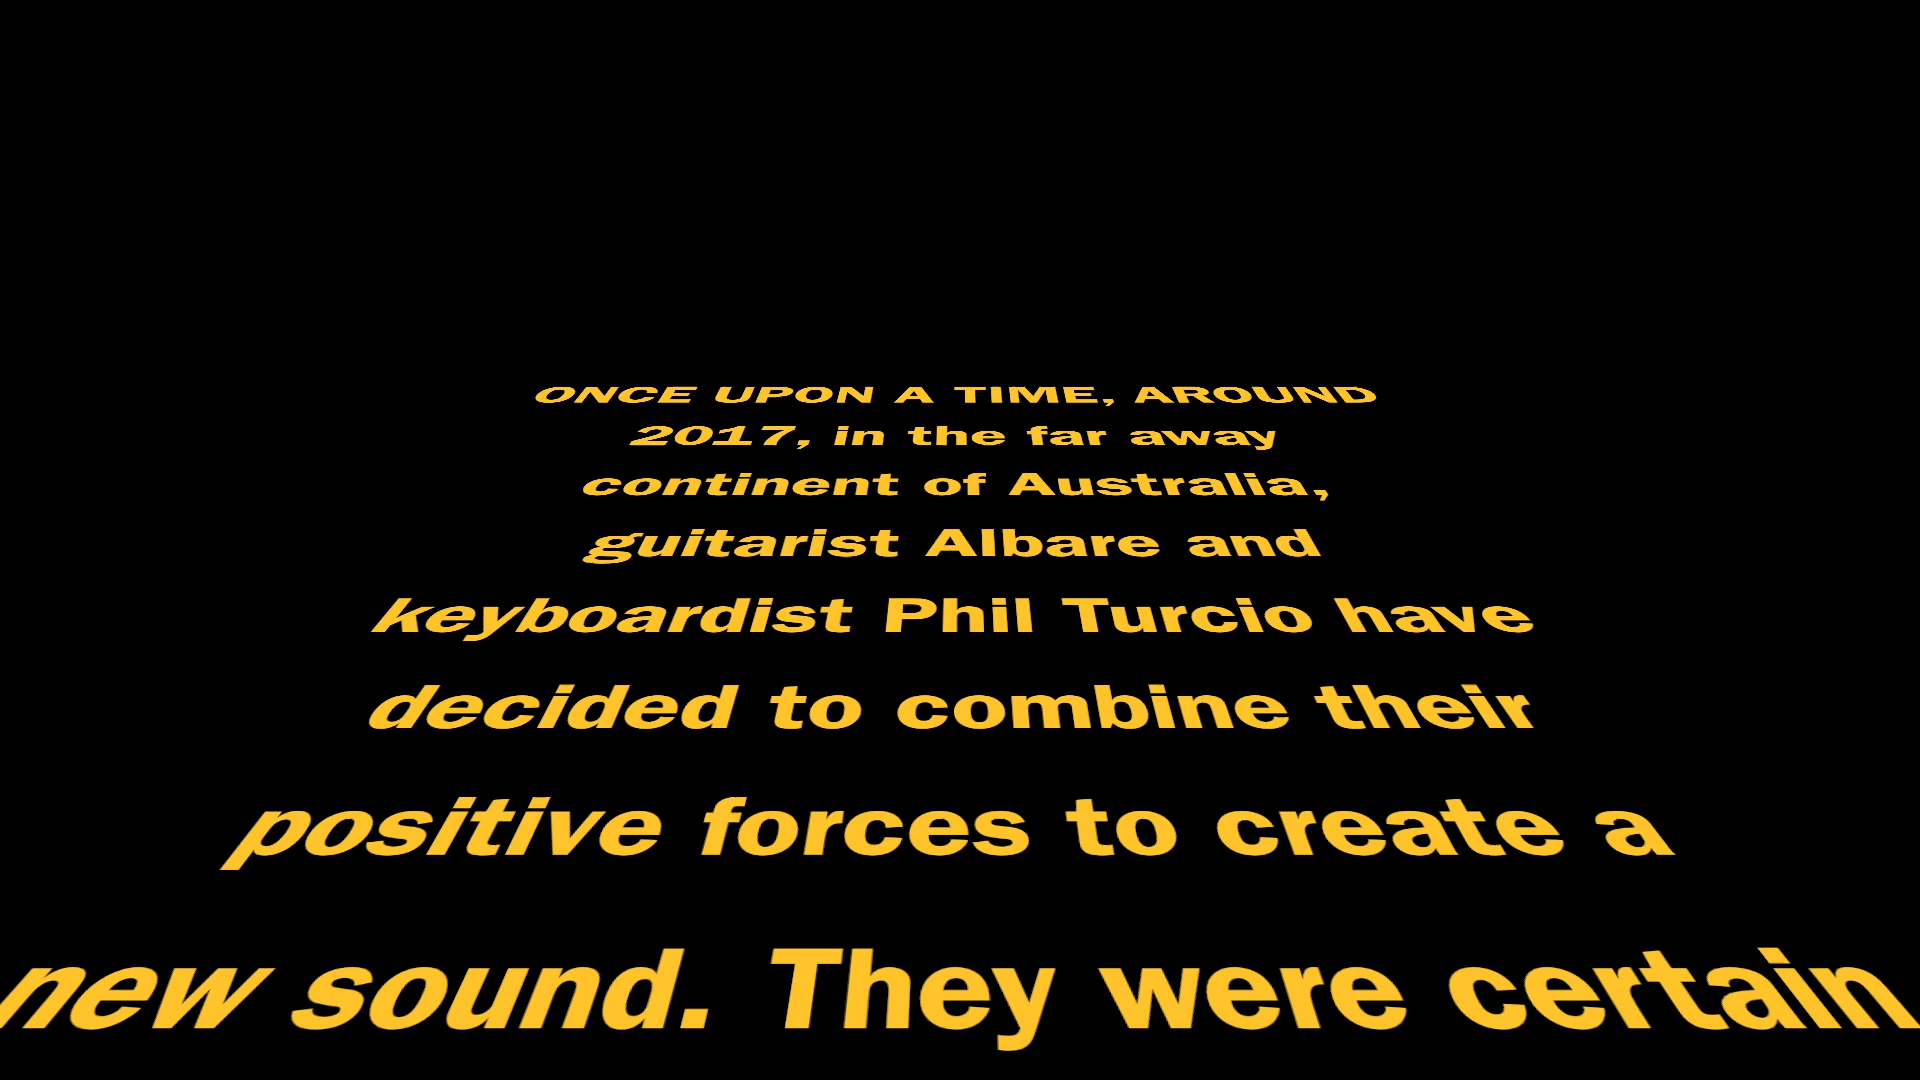 ONCE UPON A TIME, AROUND
2017, in the far away
continent of Australia,
guitarist Albare and
keyboardist Phil Turcio have
decided to combine their
positive forces to create a
new sound. They were certain